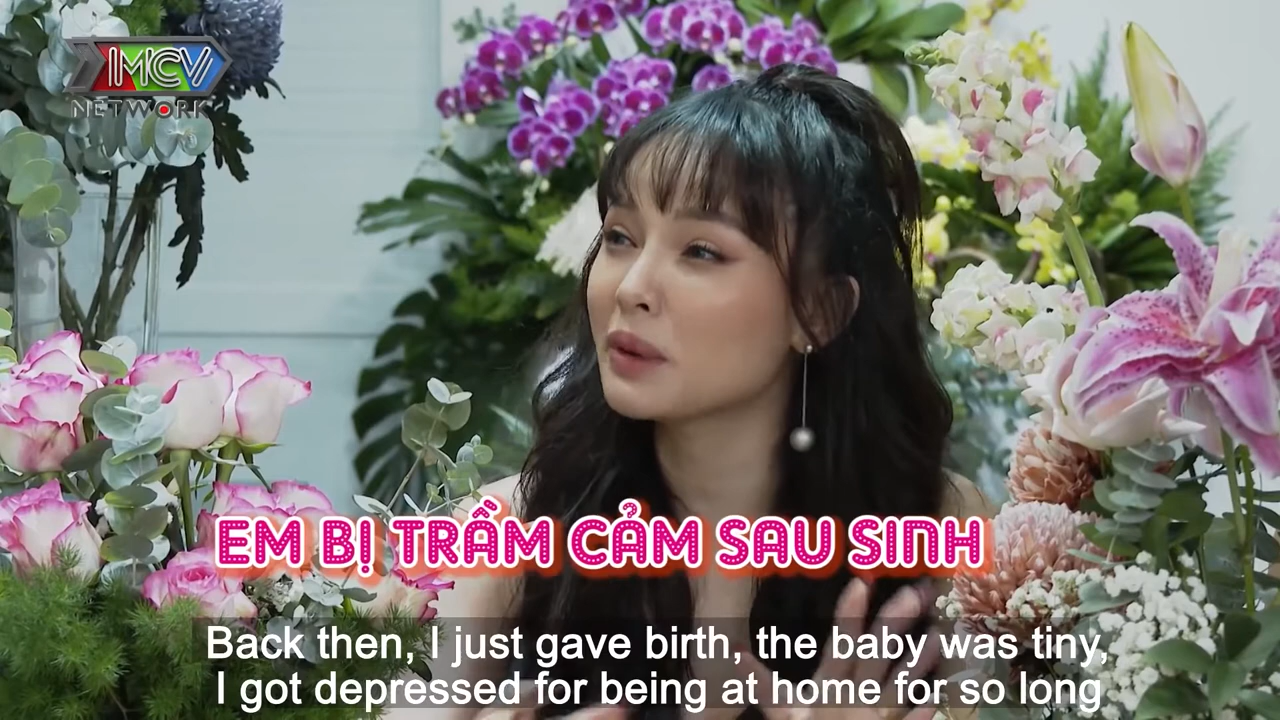 MCV
NETWORK
EM BỊ TRẦM CẢM SAU SINH
Back then, I just gave birth, the baby was tiny,
I got depressed for being at home for so long